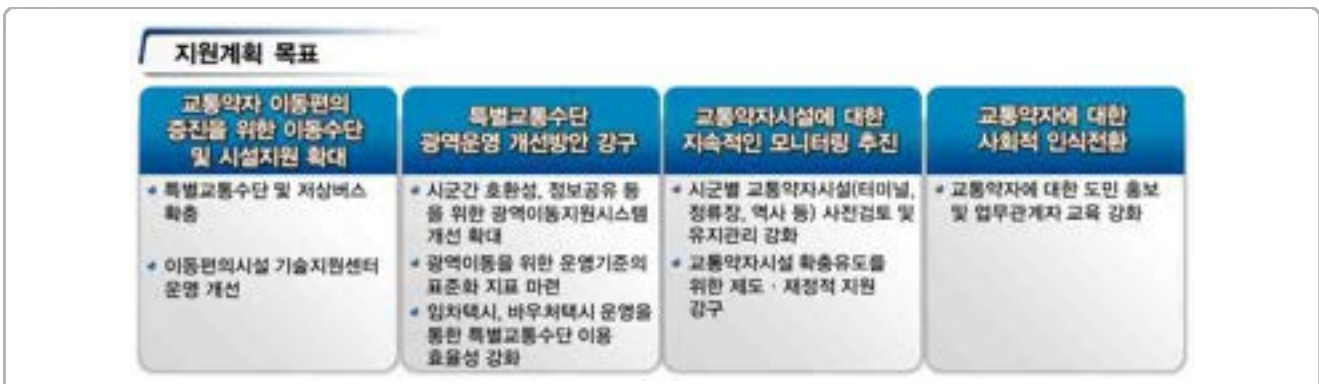 지원계획 목표
교통약자 이동편의
증진을 위한 이동수단
및 시설지원 확대
특별교통수단 및 저상버스
확충
이동편의시설 기술지원센터
운영 개선
특별교통수단
광역운영 개선방안 강구
시군간 호환성, 정보공유 등
을 위한 광역이동지원시스템
개선 확대
광역이동을 위한 운영기준의
표준화 지표 마련
임차택시, 바우처택시 운영을
통한 특별교통수단 이용
효율성 강화
교통약자시설에 대한
지속적인 모니터링 추진
시군별 교통약자시설(터미널,
정류장, 역사 등) 사전검토 및
유지관리 강화
교통약자시설 확충유도를
위한 제도 · 재정적 지원
강구
교통약자에 대한
사회적 인식전환
교통약자에 대한 도민 홍보
및 업무관계자 교육 강화